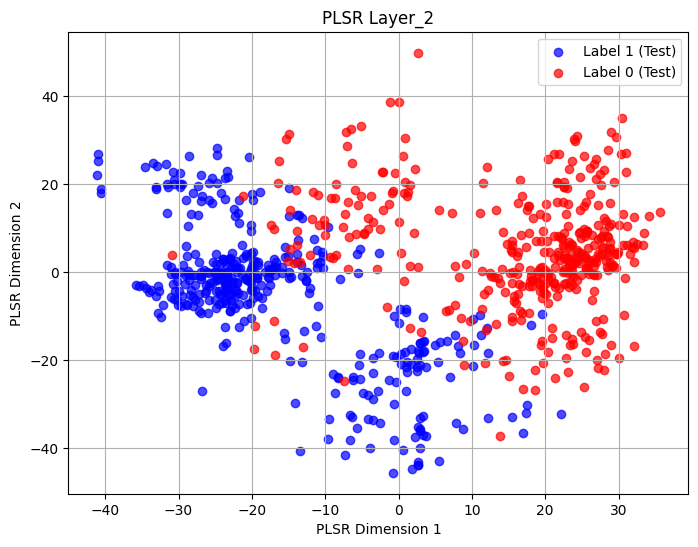 PLSR Layer_2
Label 1 (Test)
Label 0 (Test)
40
20
0
−20
−40
PLSR Dimension 2
−40 −30 −20 −10 0 10 20 30
PLSR Dimension 1